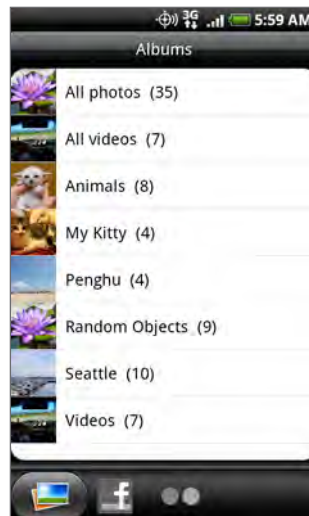 3G 5:59 AM
Albums
All photos (35)
All videos (7)
Animals (8)
My Kitty (4)
Penghu (4)
Random Objects (9)
Seattle (10)
Videos (7)
f